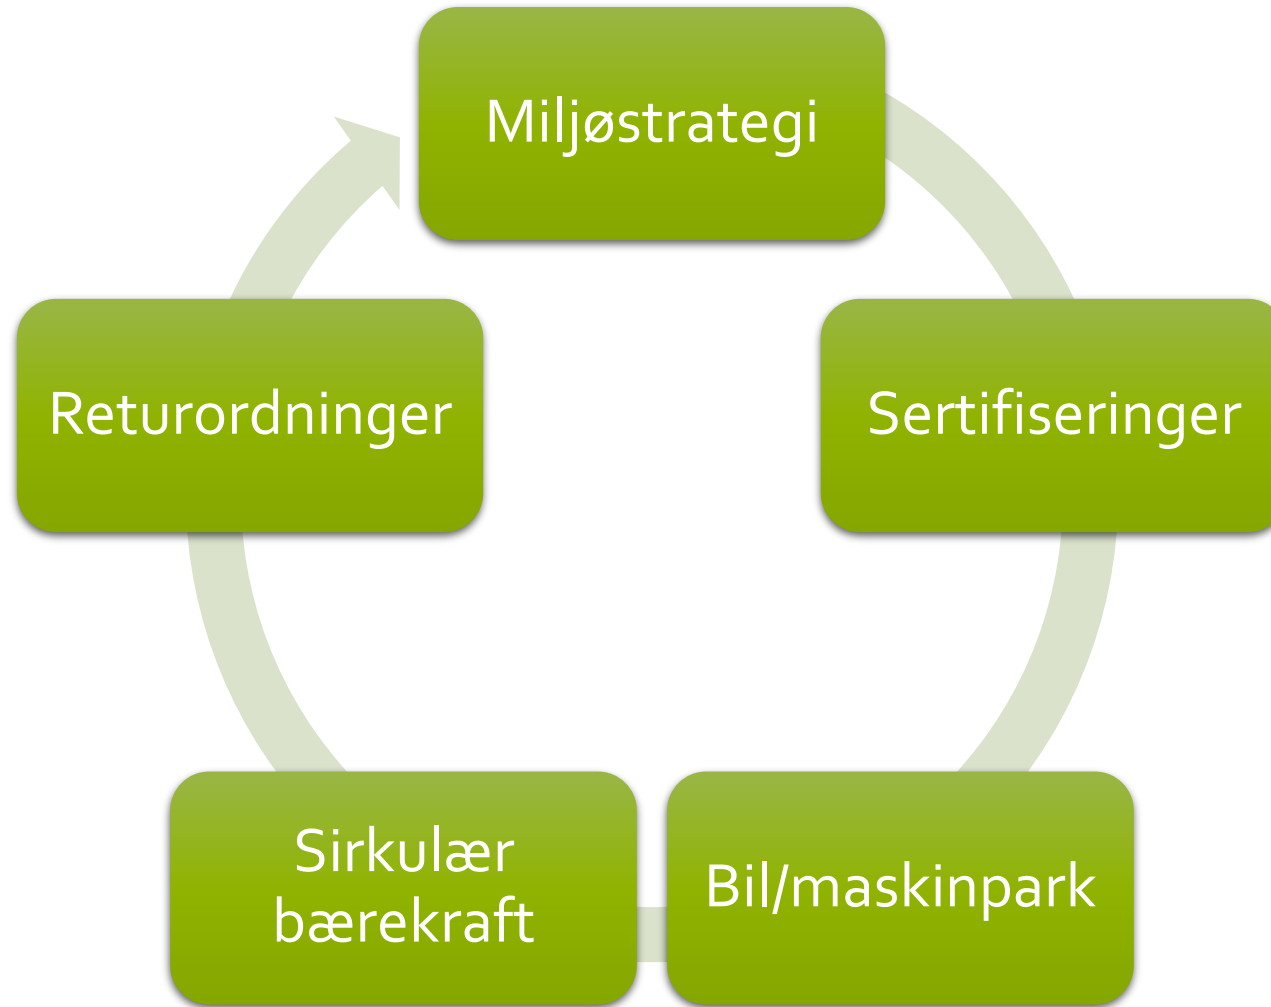 Miljøstrategi
Sertifiseringer
Bil/maskinpark
Sirkulær
bærekraft
Returordninger